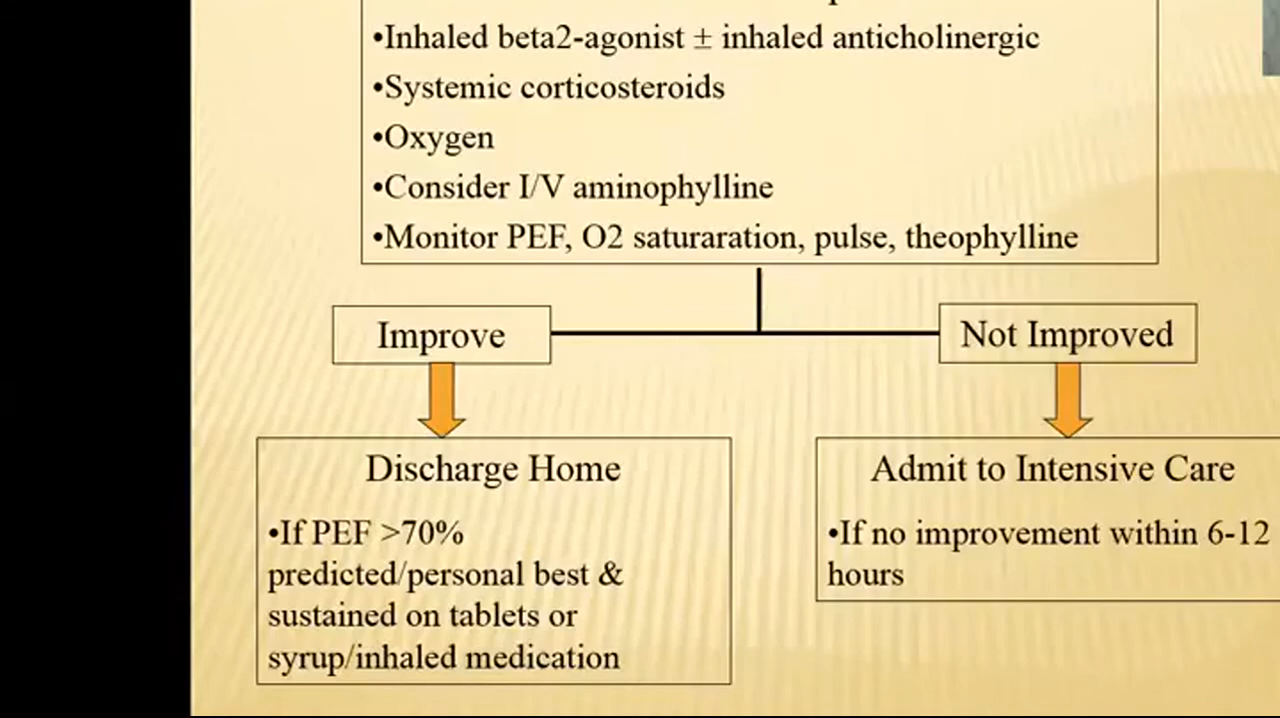 •Inhaled beta2-agonist ± inhaled anticholinergic
•Systemic corticosteroids
•Oxygen
•Consider I/V aminophylline
•Monitor PEF, O2 saturaration, pulse, theophylline
Improve
Not Improved
Discharge Home
•If PEF >70%
predicted/personal best &
sustained on tablets or
syrup/inhaled medication
Admit to Intensive Care
•If no improvement within 6-12
hours